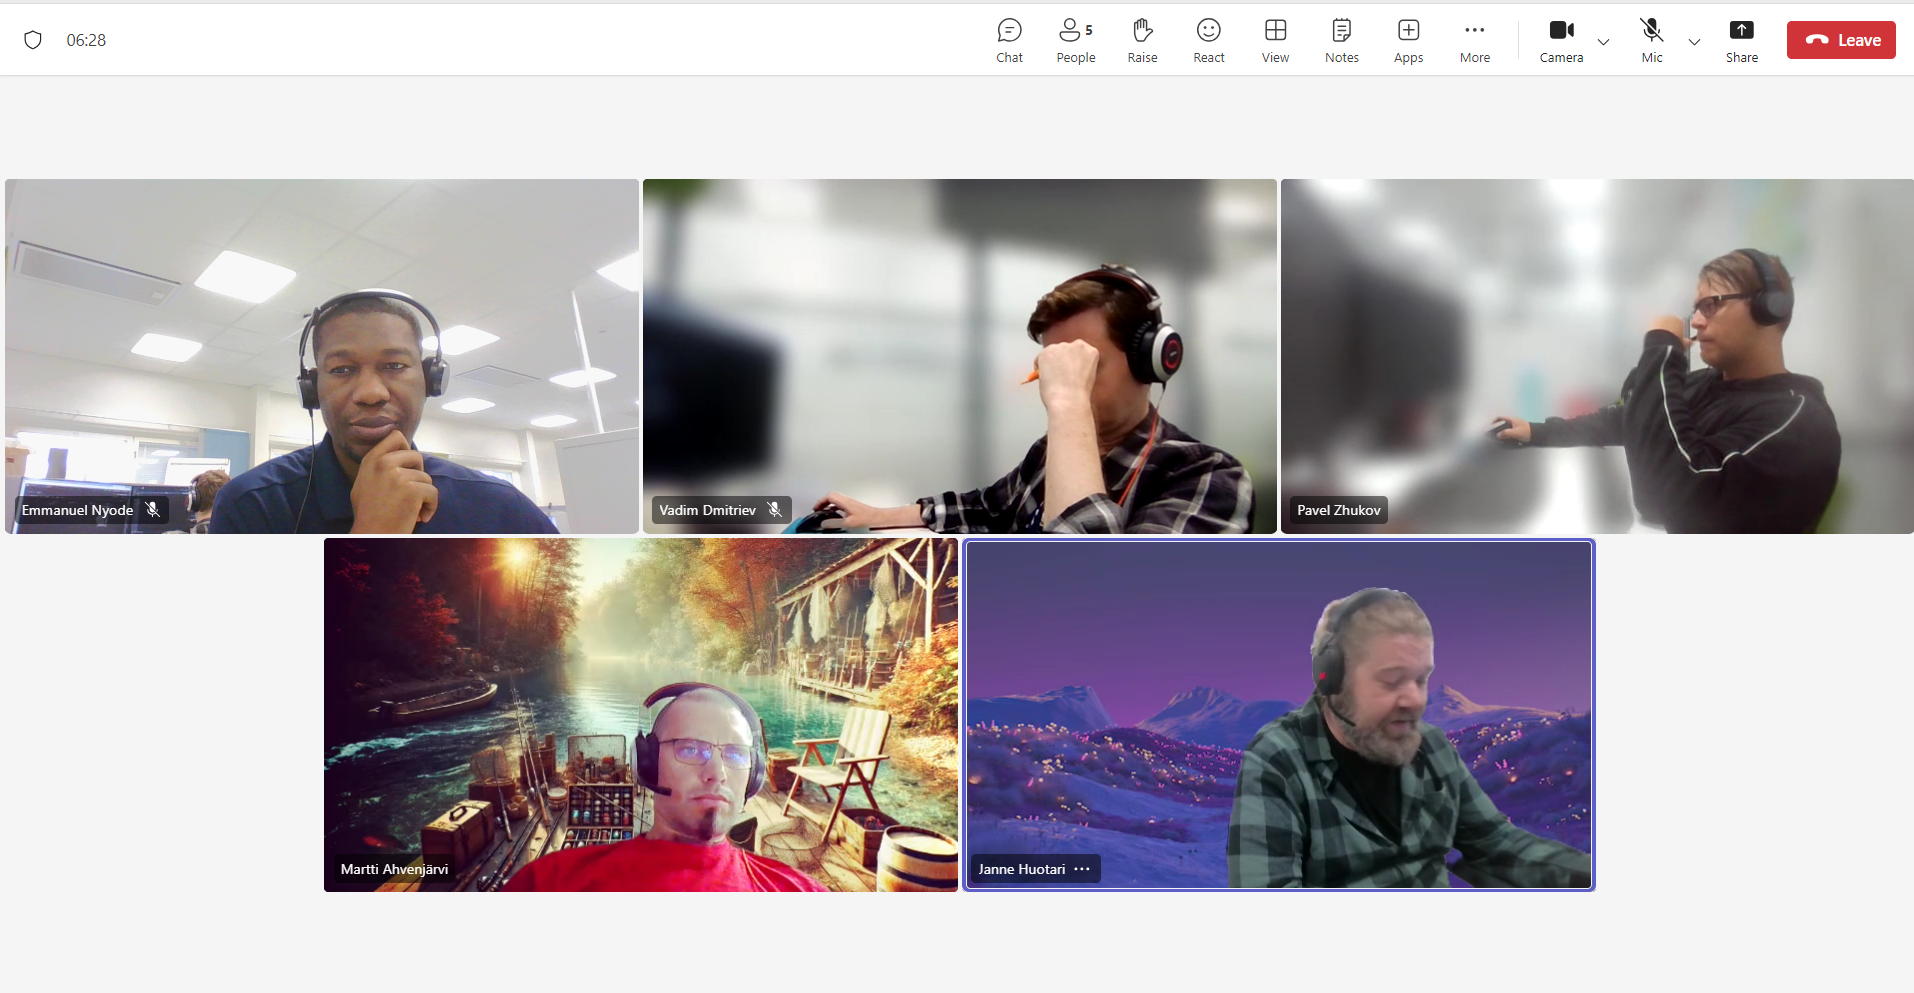 06:28
Chat
People 5
Raise
React
View
Notes
Apps
More
Camera
Mic
Share
Leave
Emmanuel Nyode
Vadim Dmitriev
Pavel Zhukov
Martti Ahvenjärvi
Janne Huotari